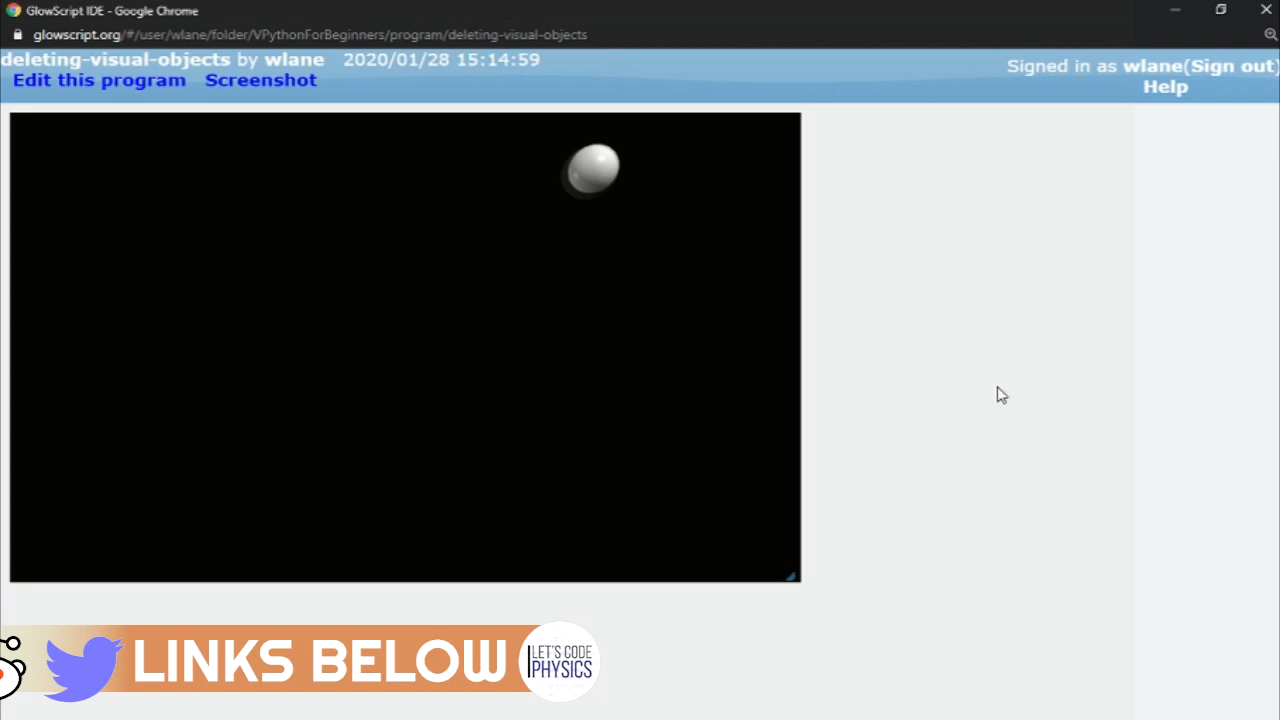 GlowScript IDE - Google Chrome
glowscript.org/#/user/wlane/folder/VPythonForBeginners/program/deleting-visual-objects
deleting-visual-objects by wlane 2020/01/28 15:14:59
Signed in as wlane(Sign out)
Edit this program Screenshot
Help
LINKS BELOW
LET'S CODE
PHYSICS